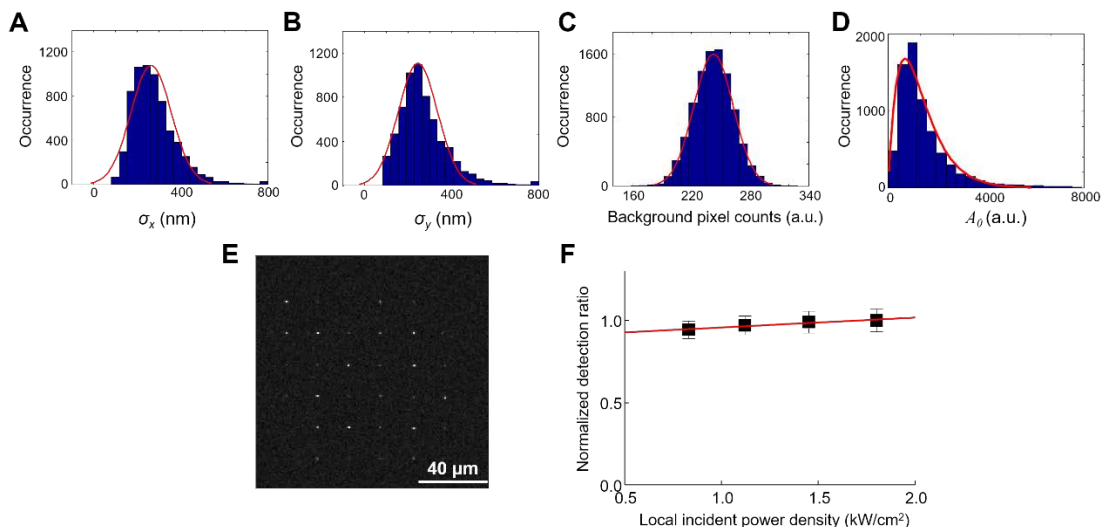 A
Occurrence
1200
800
400
0
0
400
800
σx (nm)
B
Occurrence
1200
800
400
0
0
400
800
σy (nm)
C
Occurrence
1600
800
0
160
220
280
340
Background pixel counts (a.u.)
D
Occurrence
2000
1000
0
0
4000
8000
A0 (a.u.)
E
40 µm
F
Normalized detection ratio
1.0
0.5
0.0
0.5
1.0
1.5
2.0
Local incident power density (kW/cm²)